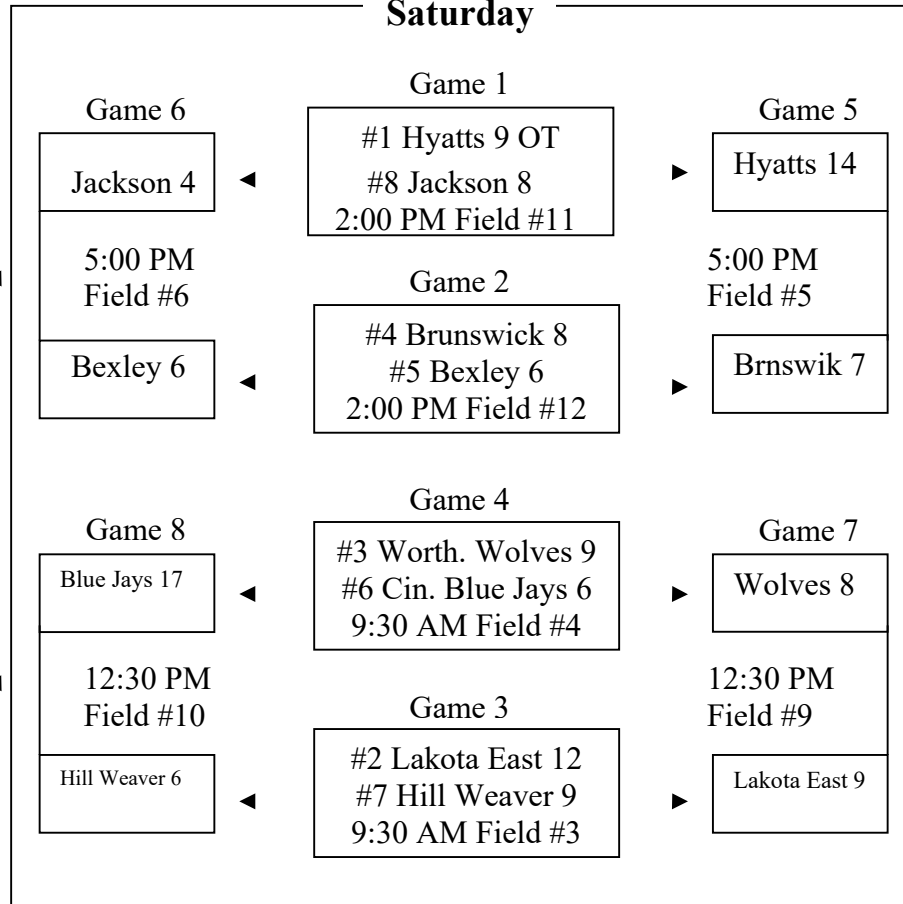 Saturday
Game 1
Game 6
Game 5
#1 Hyatts 9 OT
#8 Jackson 8
2:00 PM Field #11
Jackson 4
Hyatts 14
5:00 PM
Field #6
5:00 PM
Field #5
Game 2
#4 Brunswick 8
#5 Bexley 6
2:00 PM Field #12
Bexley 6
Brnswik 7
Game 4
Game 8
Game 7
#3 Worth. Wolves 9
#6 Cin. Blue Jays 6
9:30 AM Field #4
Blue Jays 17
Wolves 8
12:30 PM
Field #10
12:30 PM
Field #9
Game 3
#2 Lakota East 12
#7 Hill Weaver 9
9:30 AM Field #3
Hill Weaver 6
Lakota East 9